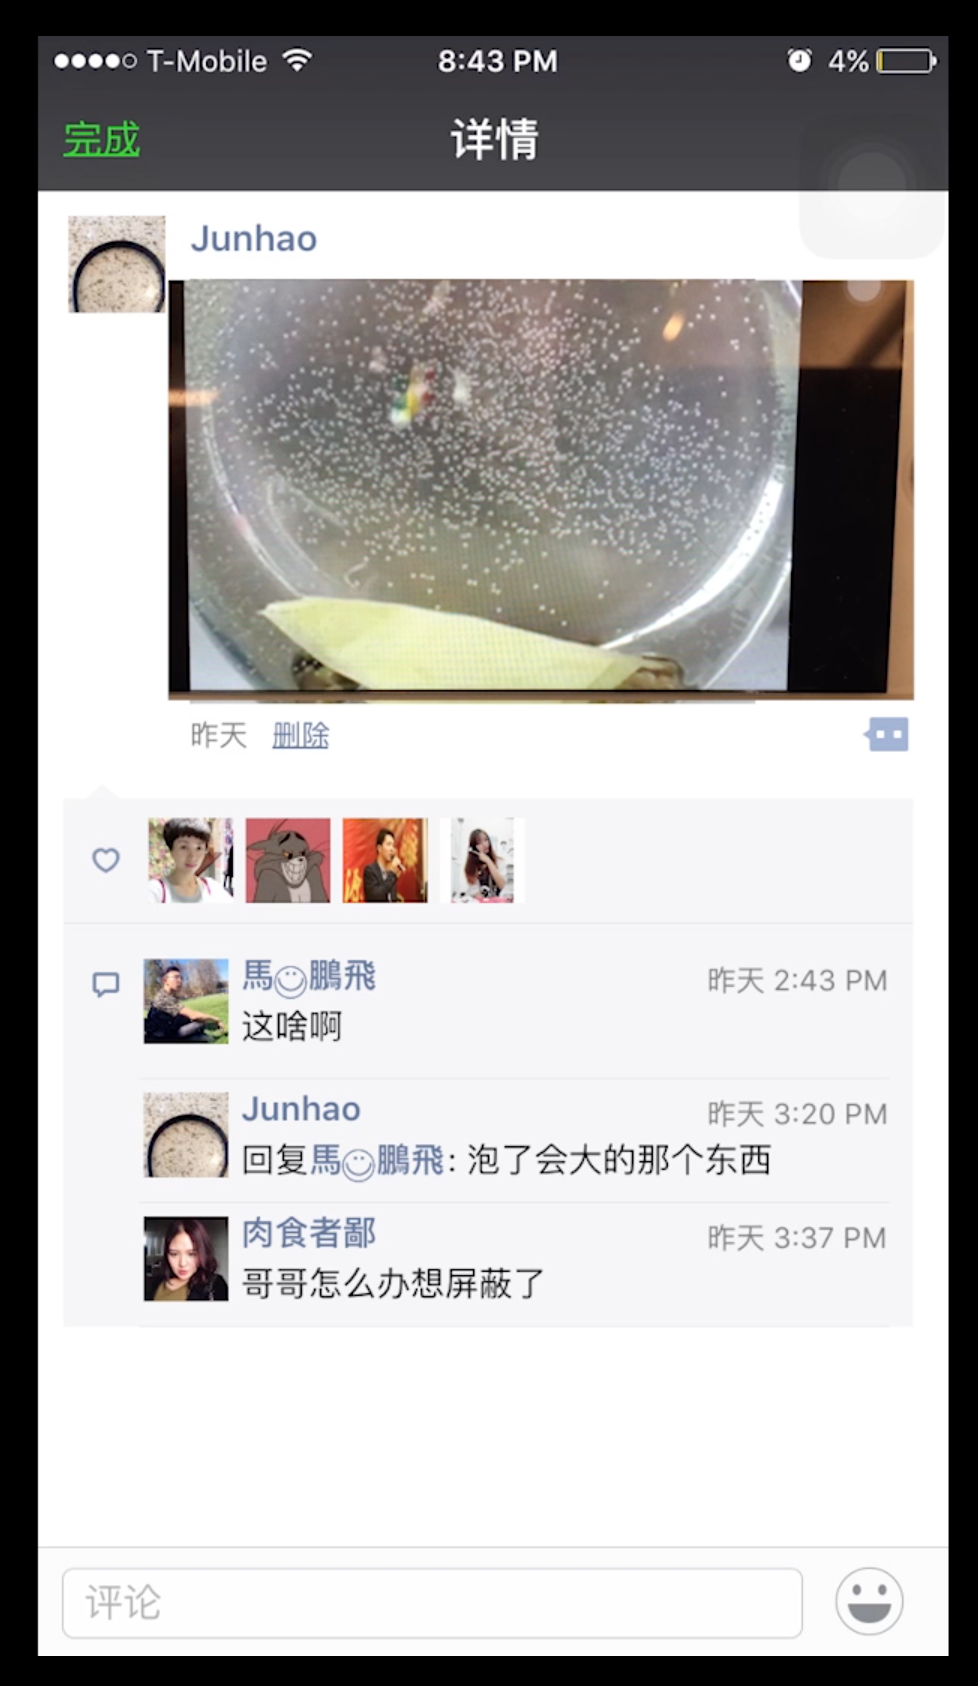 T-Mobile 8:43 PM 4%
完成 详情
Junhao
昨天 删除
馬☺鵬飛 昨天 2:43 PM
这啥啊
Junhao 昨天 3:20 PM
回复馬☺鵬飛: 泡了会大的那个东西
肉食者鄙 昨天 3:37 PM
哥哥怎么办想屏蔽了
评论